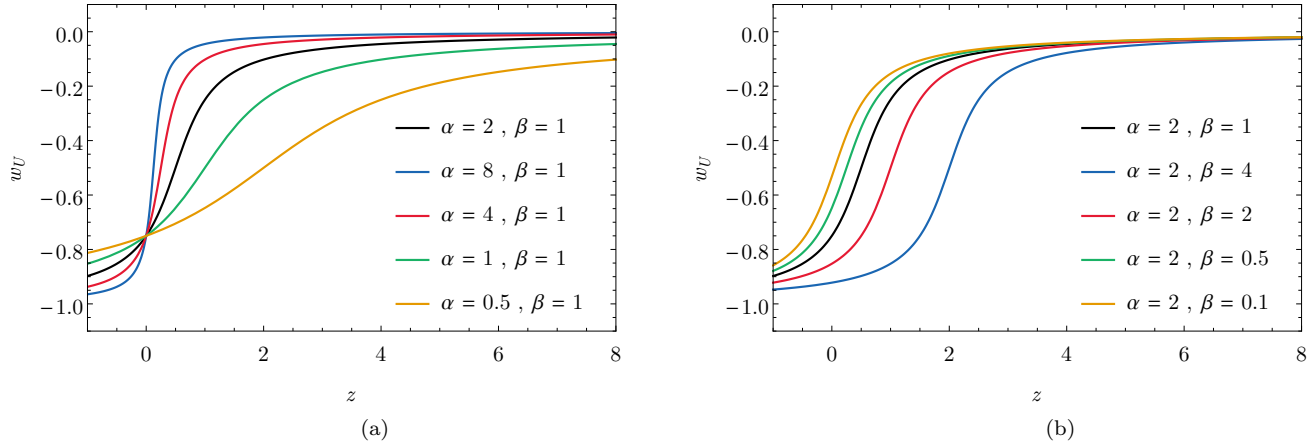 0.0
−0.2
−0.4
−0.6
−0.8
−1.0
w_U
α = 2 , β = 1
α = 8 , β = 1
α = 4 , β = 1
α = 1 , β = 1
α = 0.5 , β = 1
0 2 4 6 8
z
(a)
0.0
−0.2
−0.4
−0.6
−0.8
−1.0
w_U
α = 2 , β = 1
α = 2 , β = 4
α = 2 , β = 2
α = 2 , β = 0.5
α = 2 , β = 0.1
0 2 4 6 8
z
(b)